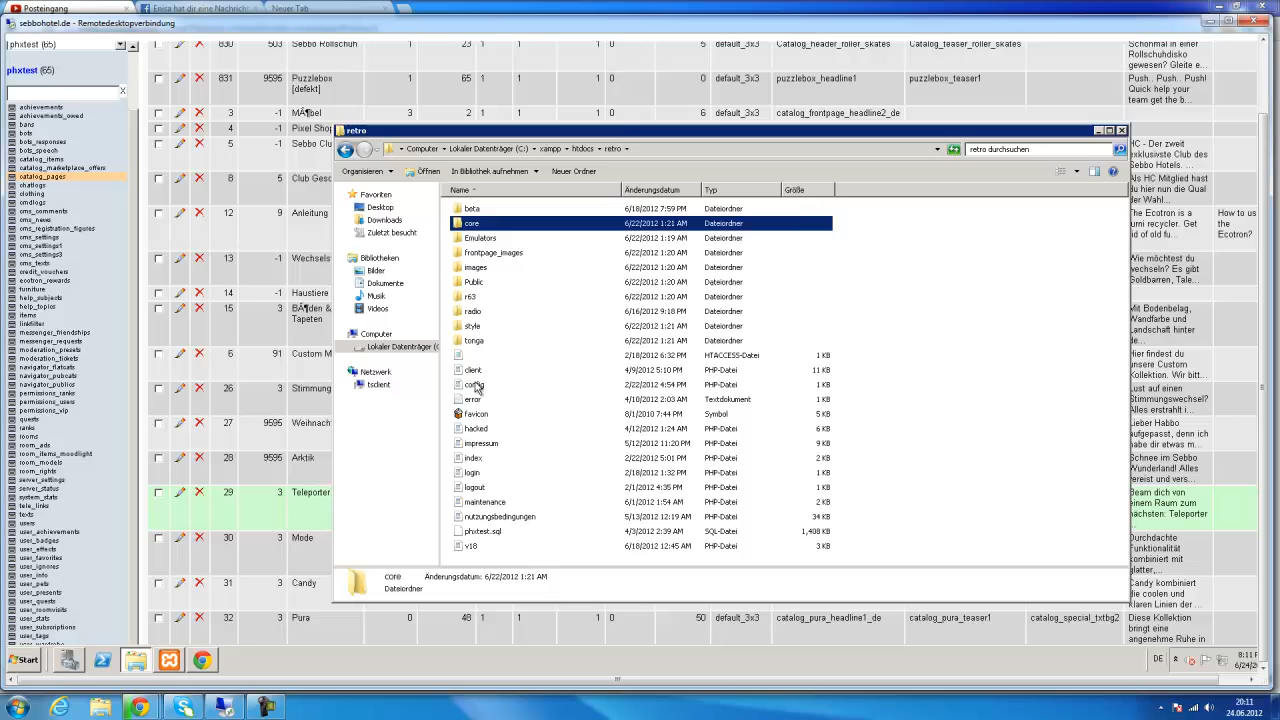 Posteingang
Enisa hat dir eine Nachricht
Neuer Tab
sebbohotel.de - Remotedesktopverbindung
phxtest (65)
phxtest (65)
X
achievements
achievements_owed
bans
bots
bots_responses
bots_speech
catalog_items
catalog_marketplace_offers
catalog_pages
chatlogs
clothing
cmdlogs
cms_comments
cms_news
cms_registration_figures
cms_settings
cms_settings1
cms_settings3
cms_texts
credit_vouchers
ecotron_rewards
furniture
help_subjects
help_topics
items
linkfilter
messenger_friendships
messenger_requests
moderation_presets
moderation_tickets
navigator_flatcats
navigator_pubcats
navigator_publics
permissions_ranks
permissions_vip
quests
ranks
rooms
room_ads
room_items_moodlight
room_models
room_rights
server_settings
server_status
system_stats
tele_links
texts
users
user_achievements
user_badges
user_effects
user_favorites
user_ignores
user_info
user_pets
user_presents
user_quests
user_roomvisits
user_stats
user_subscriptions
user_tags
830 503 Sebbo Rollschuh 1 23 1 1 0 5 default_3x3 Catalog_header_roller_skates Catalog_teaser_roller_skates
Schonmal in einer
Rollschuhdisko
gewesen? Gleite e...
831 9595 Puzzlebox 1 65 1 1 0 0 default_3x3 puzzlebox_headline1 puzzlebox_teaser1
[defekt]
Push.. Push.. Push!
Quick help your
team get the b...
3 -1 MÃ¶bel 3 2 1 1 0 6 default_3x3 catalog_frontpage_headline2_de
4 -1 Pixel Shop
5 -1 Sebbo Clu
HC - Der zweit
exklusivste Club des
Sebbo Hotels.
8 5 Club Gesc
Als HC Mitglied hast
du hier nun die
Gelegenheit, an
der Wahl...
12 9 Anleitung
The Ecotron is a
furni recycler. Get
rid of old fu...
How to us
the
Ecotron?
13 -1 Wechselst
Wie möchtest du
wechseln? Es gibt
Goldbarren, Tale...
14 -1 Haustiere
15 3 BÃ¶den &
Tapeten
Mit Bodenbelag,
Wandfarbe und
Landschaft in
deinem Raum...
6 91 Custom M
Hier findest du
unsere Custom
Kollektion. Wir bitt...
26 3 Stimmung
Lust auf einen
Stimmungswechsel?
Alles erstrahlt i...
27 9595 Weihnach
Lieber Habbo
aufgepasst, denn
ich habe dir etwas m...
28 9595 Arktik
Schnee im Sebbo
Wunderland! Alles
vereist und vers...
29 3 Teleporter
Beam dich von
einem Raum zum
nächsten: Teleporter
...
30 3 Mode
Durchdachte
Funktionalität
kombiniert mit
glatter,...
31 3 Candy
Candy kombiniert
die coolen und
klaren Linien der
...
32 3 Pura 0 48 1 1 0 50 default_3x3 catalog_pura_headline1_de catalog_pura_teaser1 catalog_special_txtbg2
Diese Kollektion
bringt eine
angenehme Ruhe in
retro
Computer Lokaler Datenträger (C:) xampp htdocs retro
retro durchsuchen
Organisieren Öffnen In Bibliothek aufnehmen Neuer Ordner
Favoriten
Desktop
Downloads
Zuletzt besucht
Bibliotheken
Bilder
Dokumente
Musik
Videos
Computer
Lokaler Datenträger (C
Netzwerk
tsclient
Name Änderungsdatum Typ Größe
beta 6/18/2012 7:59 PM Dateiordner
core 6/22/2012 1:21 AM Dateiordner
Emulators 6/22/2012 1:19 AM Dateiordner
frontpage_images 6/22/2012 1:20 AM Dateiordner
images 6/22/2012 1:20 AM Dateiordner
Public 6/22/2012 1:20 AM Dateiordner
r63 6/22/2012 1:20 AM Dateiordner
radio 6/16/2012 9:18 PM Dateiordner
style 6/22/2012 1:21 AM Dateiordner
tonga 6/22/2012 1:21 AM Dateiordner
2/18/2012 6:32 PM HTACCESS-Datei 1 KB
client 4/9/2012 5:10 PM PHP-Datei 11 KB
config 2/22/2012 4:54 PM PHP-Datei 1 KB
error 4/10/2012 2:03 AM Textdokument 1 KB
favicon 8/1/2010 7:44 PM Symbol 5 KB
hacked 4/12/2012 1:24 AM PHP-Datei 6 KB
impressum 5/12/2012 11:20 PM PHP-Datei 9 KB
index 2/22/2012 5:01 PM PHP-Datei 2 KB
login 2/18/2012 1:32 PM PHP-Datei 1 KB
logout 2/1/2012 4:35 PM PHP-Datei 1 KB
maintenance 6/1/2012 1:54 AM PHP-Datei 2 KB
nutzungsbedingungen 5/13/2012 12:19 AM PHP-Datei 34 KB
phxtest.sql 4/3/2012 2:39 AM SQL-Datei 1,408 KB
v18 6/18/2012 12:45 AM PHP-Datei 3 KB
core Änderungsdatum: 6/22/2012 1:21 AM
Dateiordner
Start
DE
8:11
6/24/20
20:11
24.06.2012